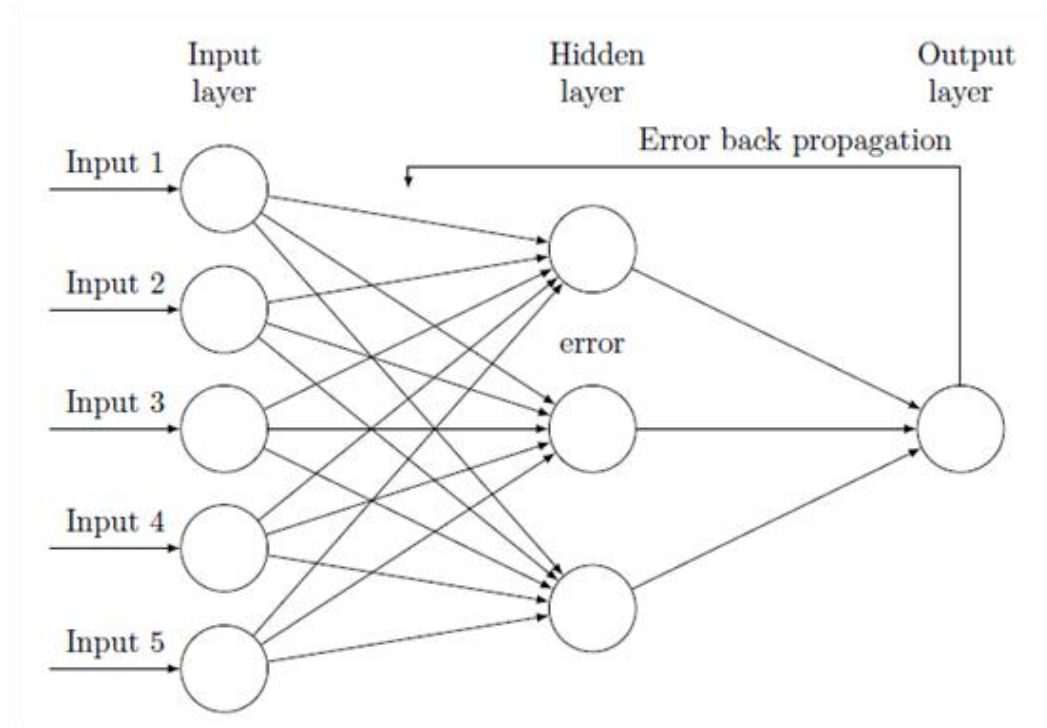 Input
layer
Hidden
layer
Output
layer
Error back propagation
Input 1
Input 2
error
Input 3
Input 4
Input 5